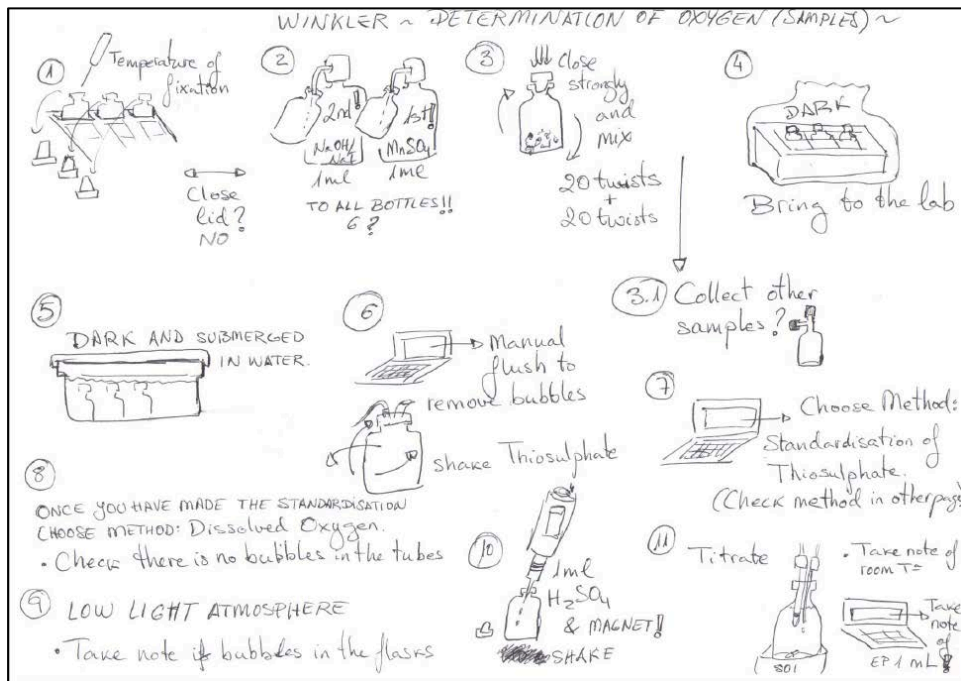 WINKLER ~ DETERMINATION OF OXYGEN (SAMPLES) ~
1
Temperature of
fixation
Close
lid?
NO
2
2nd!!
1st!!
NaOH/
NaI
MnSO4
1ml
1ml
TO ALL BOTTLES!!
6?
3
Close
strongly
and
mix
20 twists
+
20 twists
4
DARK
Bring to the lab
3.1 Collect other
samples?
5
DARK AND SUBMERGED
IN WATER.
6
Manual
flush to
remove bubbles
shake Thiosulphate
7
Choose Method:
Standardisation of
Thiosulphate.
(Check method in other page)
8
ONCE YOU HAVE MADE THE STANDARDISATION
CHOOSE METHOD: Dissolved Oxygen.
• Check there is no bubbles in the tubes
9 LOW LIGHT ATMOSPHERE
• Take note if bubbles in the flasks
10
1ml
H2SO4
& MAGNET!!
SHAKE
11
Titrate
• Take note of
room T=
Take
note
of
EP 1 mL